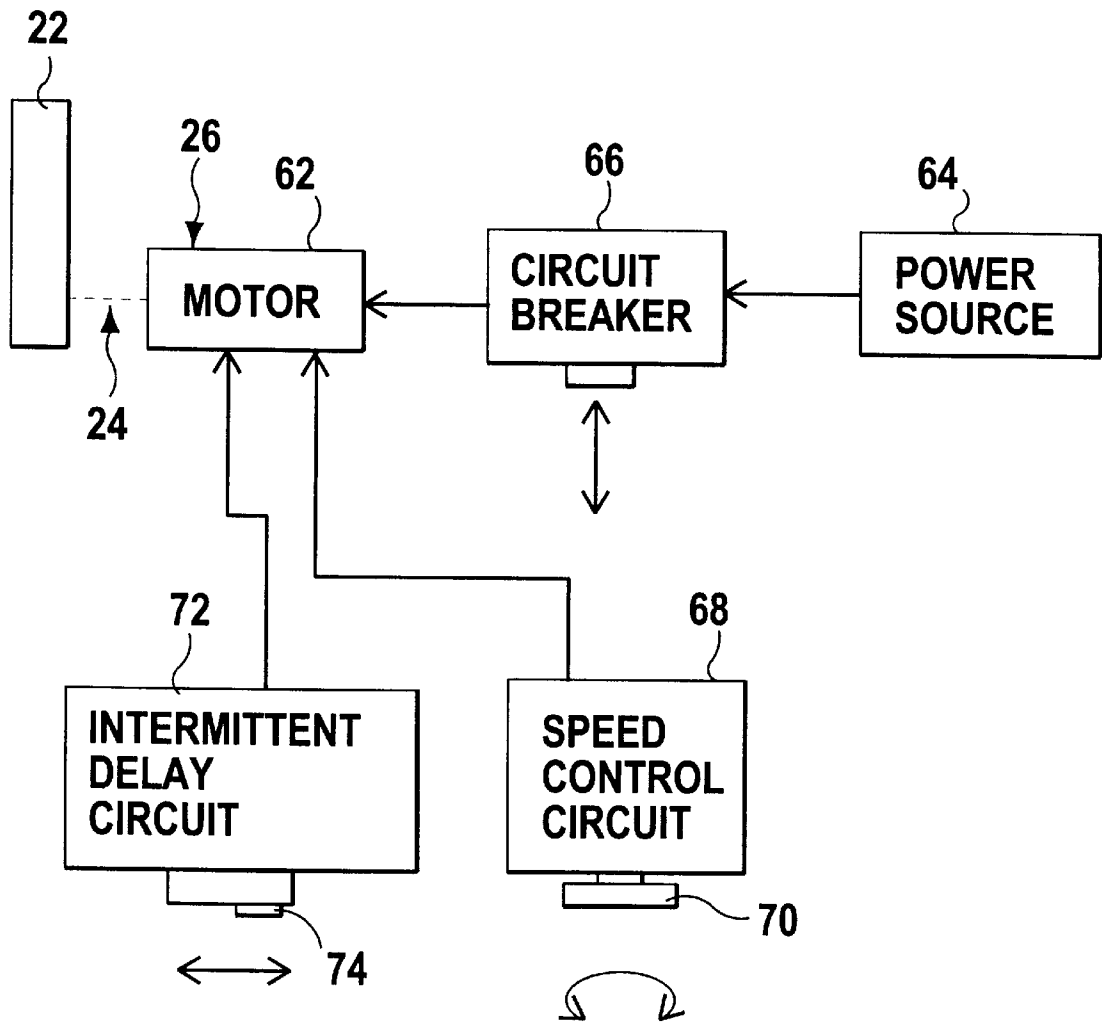 22
26
62
66
64
MOTOR
CIRCUIT
BREAKER
POWER
SOURCE
24
72
68
INTERMITTENT
DELAY
CIRCUIT
SPEED
CONTROL
CIRCUIT
74
70